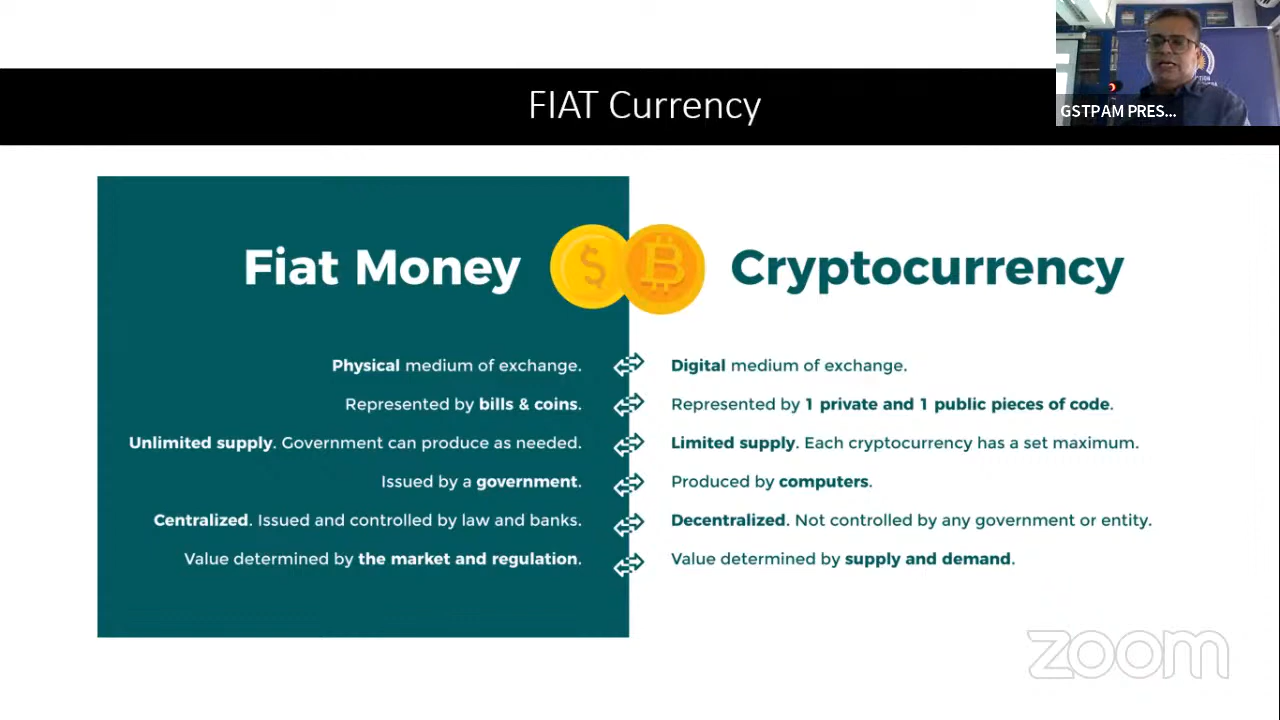 FIAT Currency
GSTPAM PRES...
Fiat Money
Cryptocurrency
Physical medium of exchange.
Digital medium of exchange.
Represented by bills & coins.
Represented by 1 private and 1 public pieces of code.
Unlimited supply. Government can produce as needed.
Limited supply. Each cryptocurrency has a set maximum.
Issued by a government.
Produced by computers.
Centralized. Issued and controlled by law and banks.
Decentralized. Not controlled by any government or entity.
Value determined by the market and regulation.
Value determined by supply and demand.
zoom